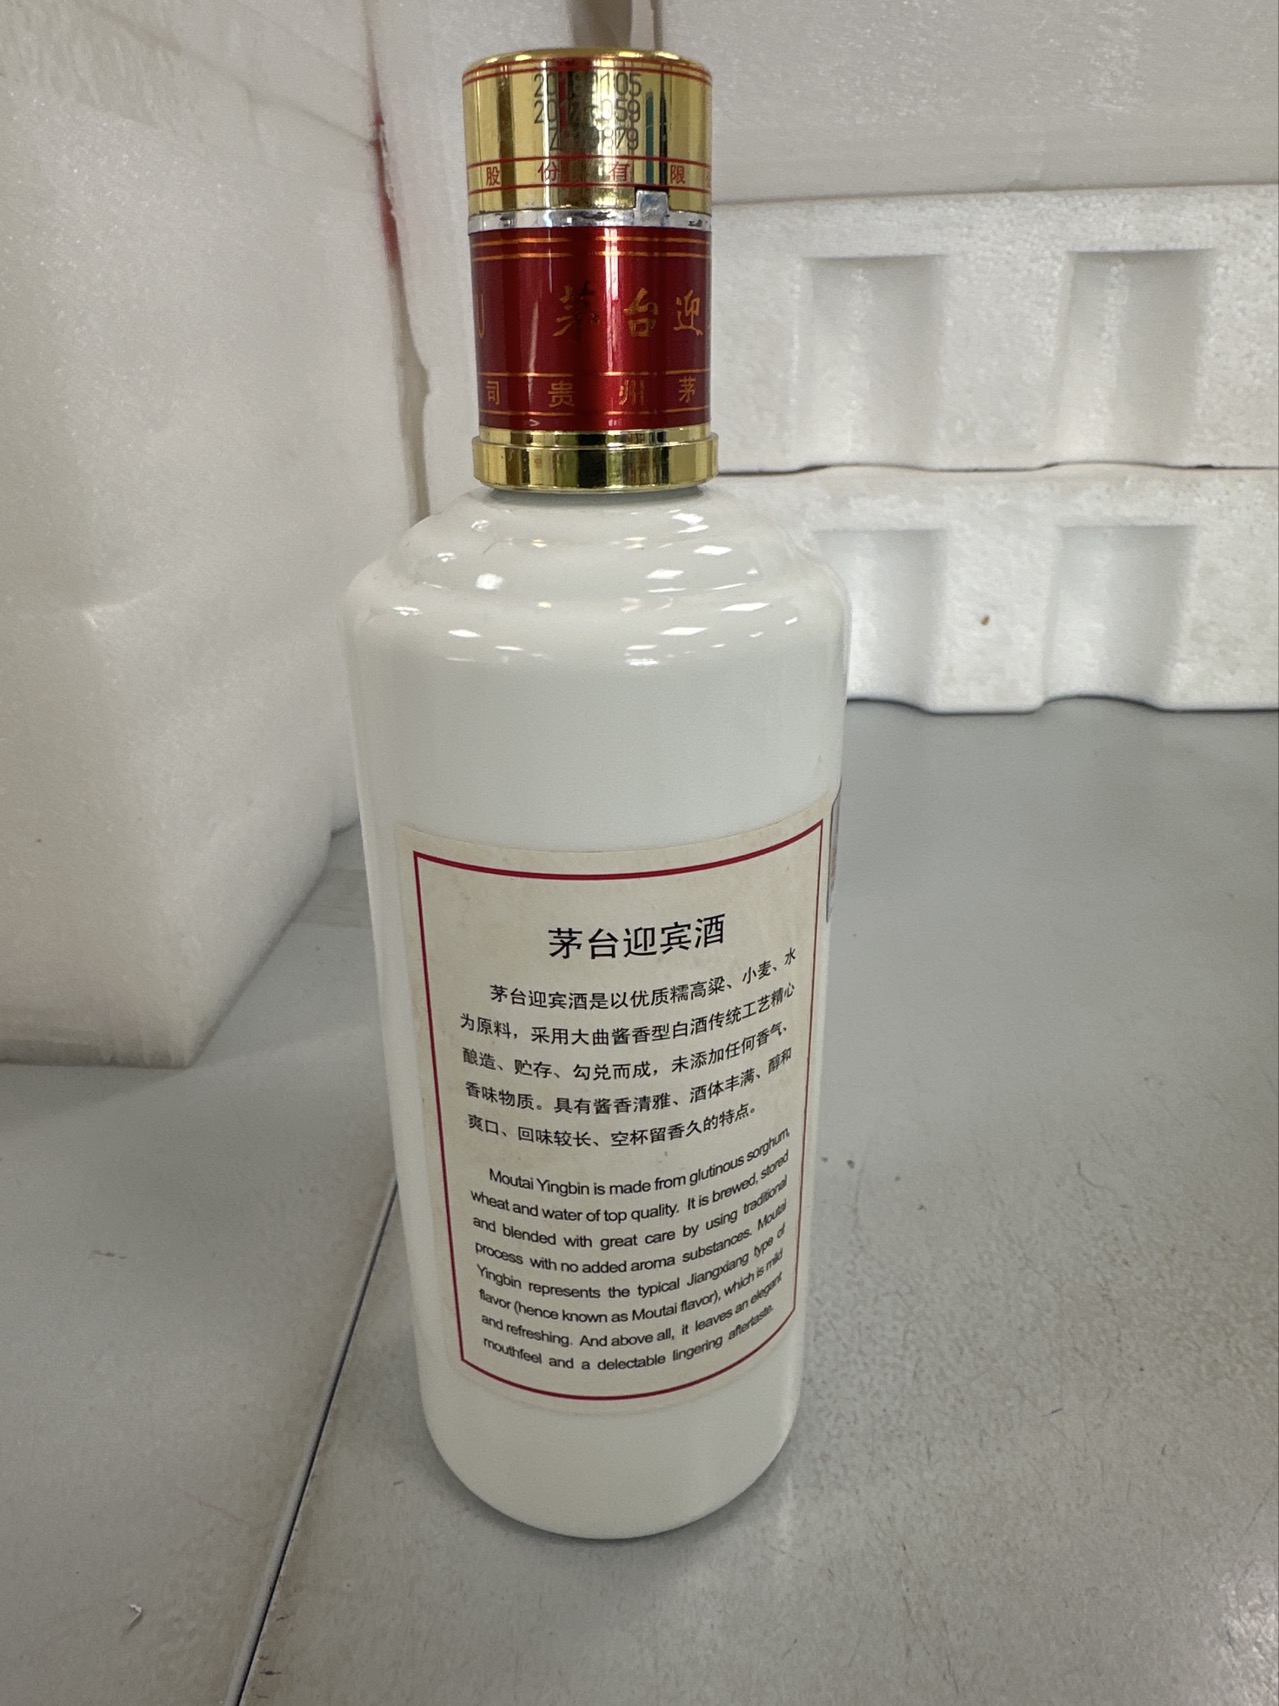 股份有限
茅台迎
司贵州茅
茅台迎宾酒
茅台迎宾酒是以优质糯高粱、小麦、水
为原料，采用大曲酱香型白酒传统工艺精心
酿造、贮存、勾兑而成，未添加任何香气、
香味物质。具有酱香清雅、酒体丰满、醇和
爽口、回味较长、空杯留香久的特点。
Moutai Yingbin is made from glutinous sorghum,
wheat and water of top quality. It is brewed, stored
and blended with great care by using traditional
process with no added aroma substances. Moutai
Yingbin represents the typical Jiangxiang type of
flavor (hence known as Moutai flavor), which is mild
and refreshing. And above all, it leaves an elegant
mouthfeel and a delectable lingering aftertaste.